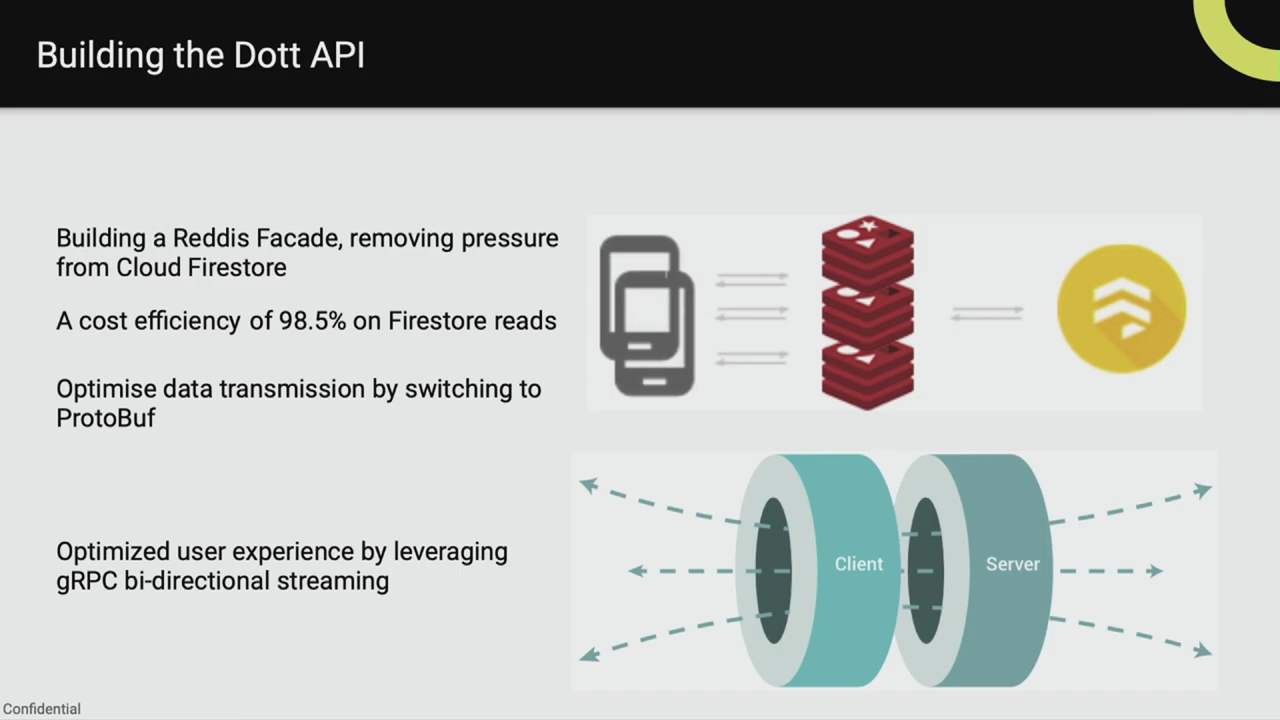 Building the Dott API
Building a Reddis Facade, removing pressure
from Cloud Firestore
A cost efficiency of 98.5% on Firestore reads
Optimise data transmission by switching to
ProtoBuf
Optimized user experience by leveraging
gRPC bi-directional streaming
Client
Server
Confidential